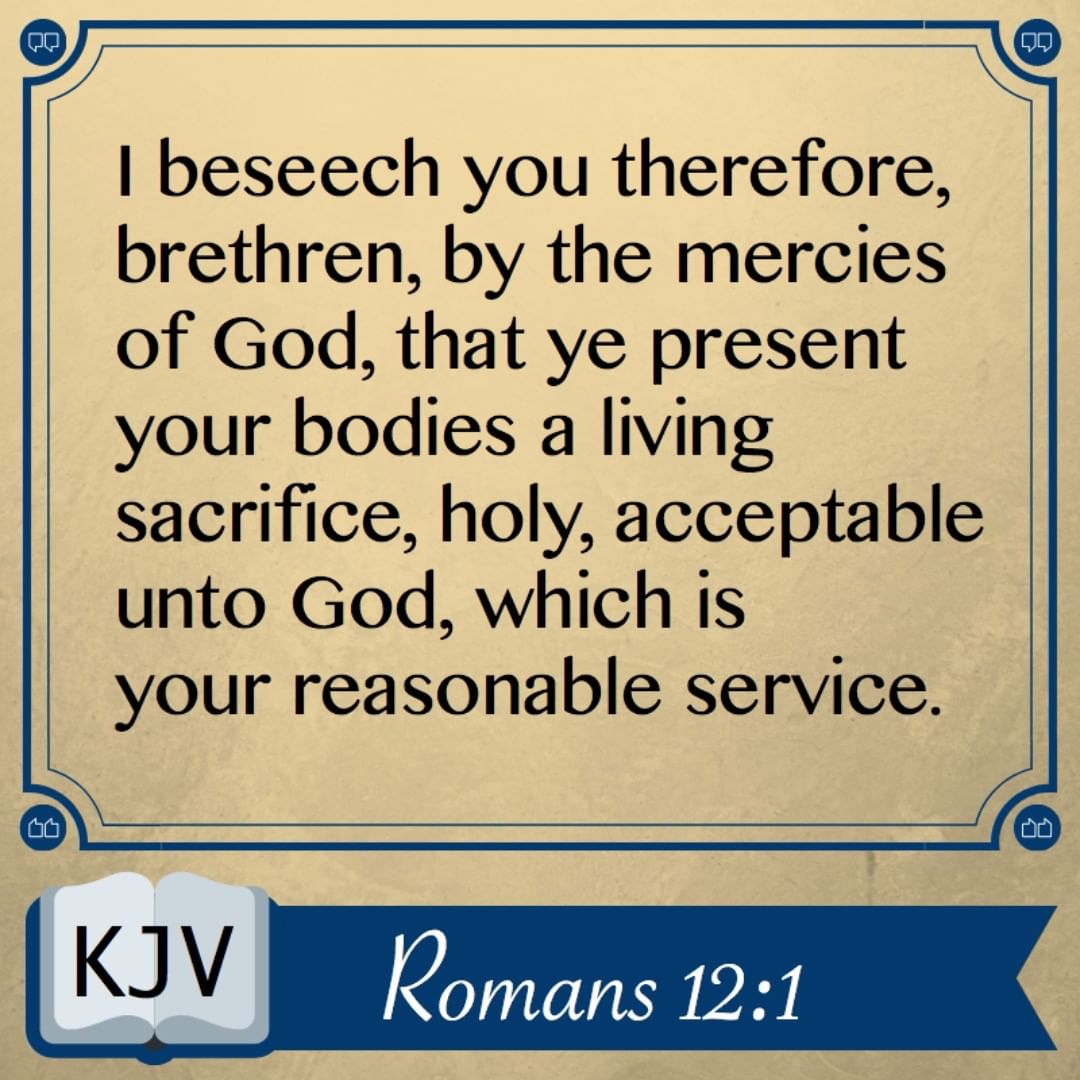 I beseech you therefore,
brethren, by the mercies
of God, that ye present
your bodies a living
sacrifice, holy, acceptable
unto God, which is
your reasonable service.
KJV
Romans 12:1